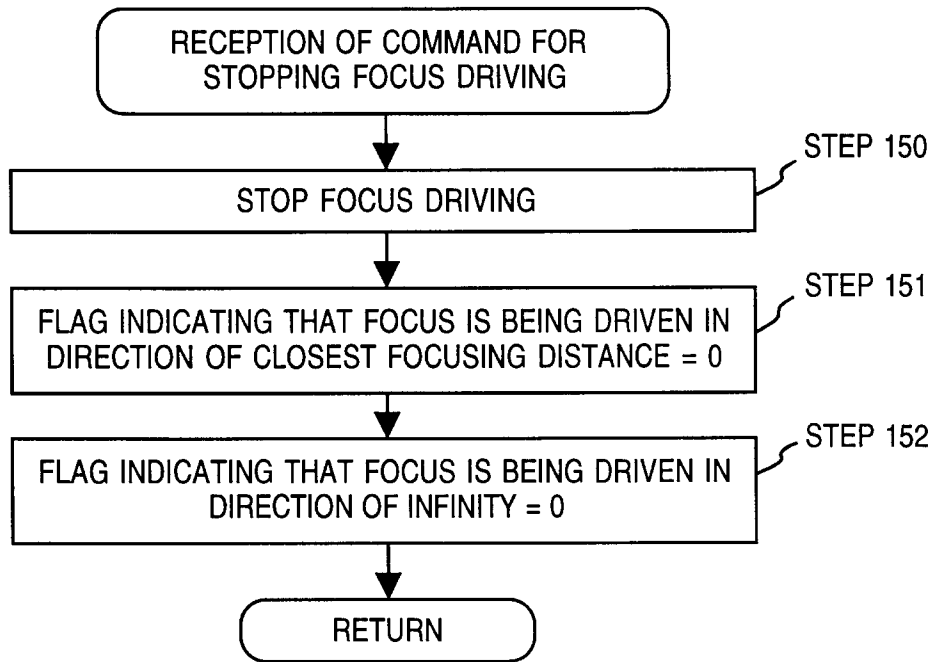 RECEPTION OF COMMAND FOR
STOPPING FOCUS DRIVING
STEP 150
STOP FOCUS DRIVING
STEP 151
FLAG INDICATING THAT FOCUS IS BEING DRIVEN IN
DIRECTION OF CLOSEST FOCUSING DISTANCE = 0
STEP 152
FLAG INDICATING THAT FOCUS IS BEING DRIVEN IN
DIRECTION OF INFINITY = 0
RETURN